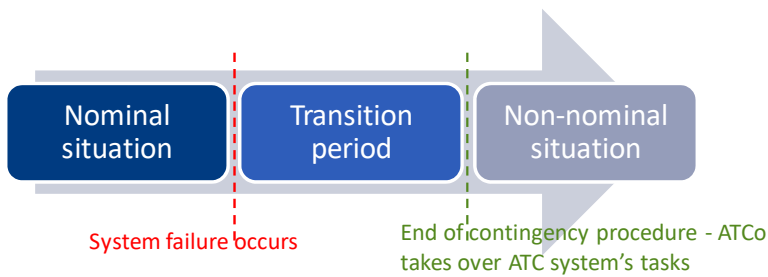 Nominal
situation
Transition
period
Non-nominal
situation
System failure occurs
End of contingency procedure - ATCo
takes over ATC system's tasks